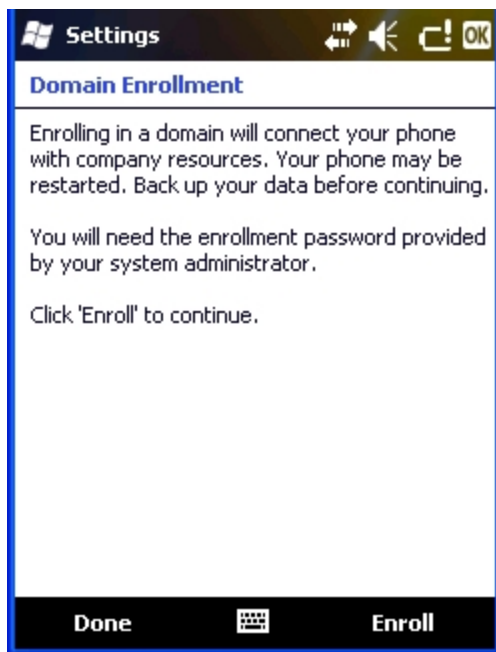 Settings
OK
Domain Enrollment
Enrolling in a domain will connect your phone
with company resources. Your phone may be
restarted. Back up your data before continuing.
You will need the enrollment password provided
by your system administrator.
Click 'Enroll' to continue.
Done
Enroll